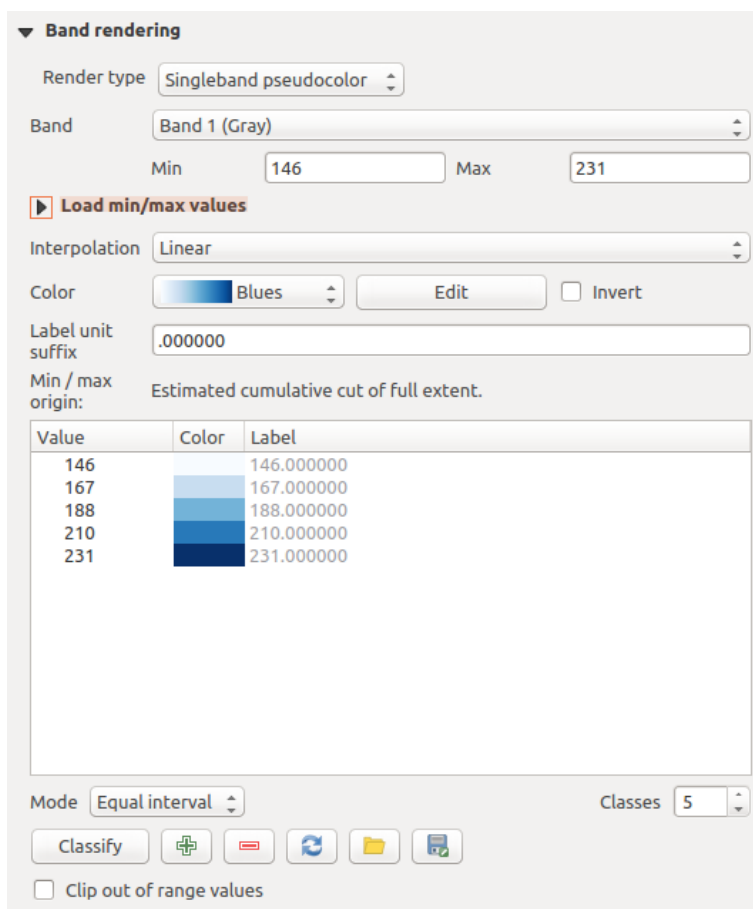 Band rendering
Render type Singleband pseudocolor
Band Band 1 (Gray)
Min 146 Max 231
Load min/max values
Interpolation Linear
Color Blues Edit Invert
Label unit
suffix .000000
Min / max
origin: Estimated cumulative cut of full extent.
Value Color Label
146 146.000000
167 167.000000
188 188.000000
210 210.000000
231 231.000000
Mode Equal interval Classes 5
Classify
Clip out of range values